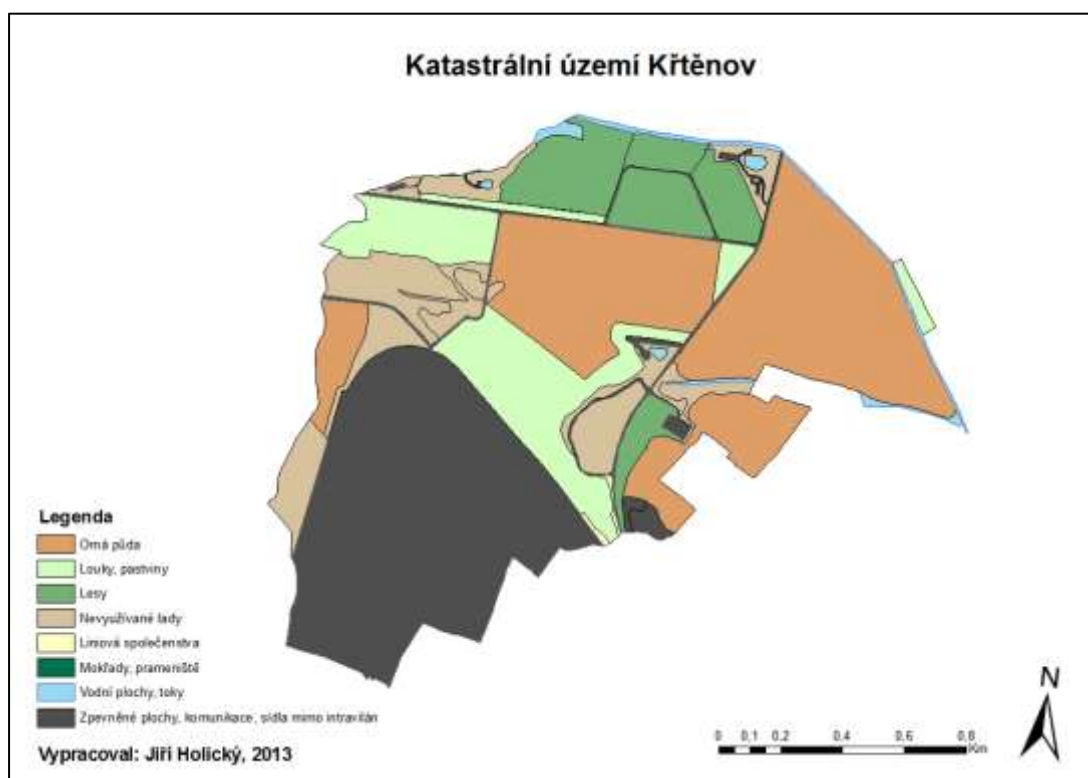 Katastrální území Křtěnov
Legenda
Orná půda
Louky, pastviny
Lesy
Nevyužívané lady
Liniová společenstva
Mokřady, prameniště
Vodní plochy, toky
Zpevněné plochy, komunikace, sídla mimo intravilán
Vypracoval: Jiří Holický, 2013
0 0,1 0,2 0,4 0,6 0,8
Km
N